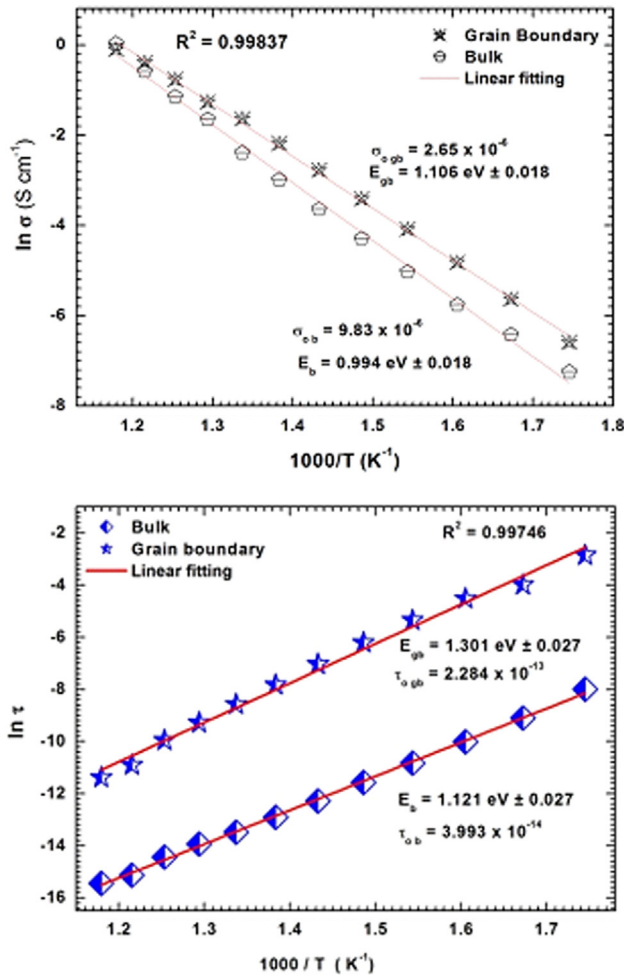 R² = 0.99837
Grain Boundary
Bulk
Linear fitting
σo gb = 2.65 x 10⁻⁶
Egb = 1.106 eV ± 0.018
σo b = 9.83 x 10⁻⁶
Eb = 0.994 eV ± 0.018
ln σ (S cm⁻¹)
0
-2
-4
-6
-8
1.2 1.3 1.4 1.5 1.6 1.7 1.8
1000/T (K⁻¹)
Bulk
Grain boundary
Linear fitting
R² = 0.99746
Egb = 1.301 eV ± 0.027
τo gb = 2.284 x 10⁻¹³
Eb = 1.121 eV ± 0.027
τo b = 3.993 x 10⁻¹⁴
ln τ
-2
-4
-6
-8
-10
-12
-14
-16
1.2 1.3 1.4 1.5 1.6 1.7
1000 / T (K⁻¹)